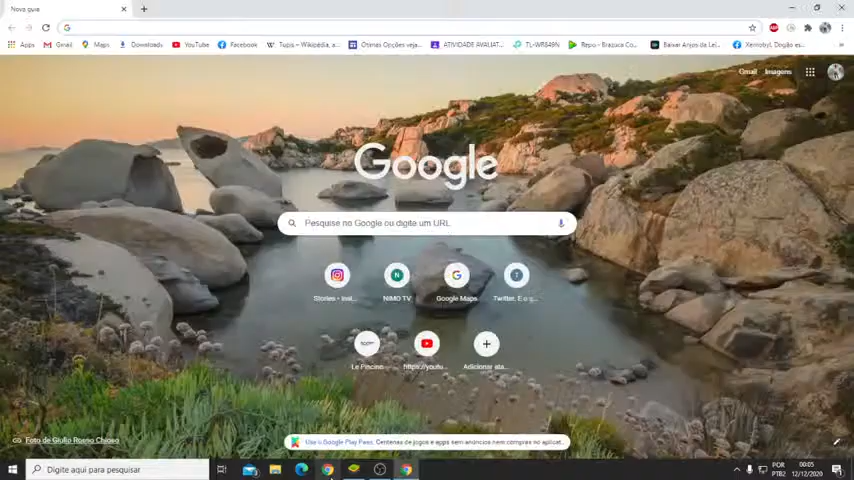 Nova guia
Apps
Gmail
Maps
Downloads
YouTube
Facebook
Tupis – Wikipédia, a...
Ótimas Opções veja...
ATIVIDADE AVALIAT...
TL-WR849N
Repo - Brazuca Co...
Baixar Anjos da Lei...
Xentobyl, Dogão es...
Gmail
Imagens
Google
Pesquise no Google ou digite um URL
Stories • Inst...
NIMO TV
Google Maps
Twitter. É o q...
Le Piscine
https://youtu...
Adicionar ata...
Foto de Giulio Rosso Chioso
Use o Google Play Pass. Centenas de jogos e apps sem anúncios nem compras no aplicat...
Digite aqui para pesquisar
POR
PTB2
00:05
12/12/2020